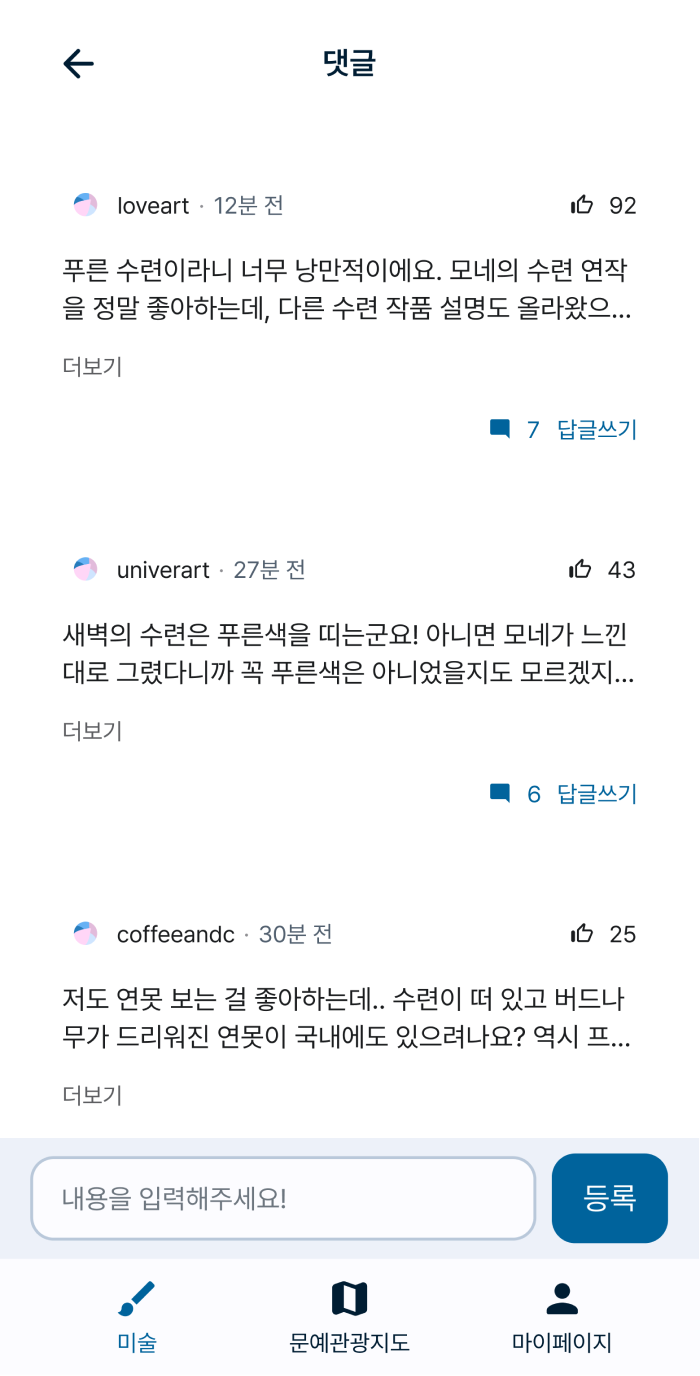 댓글
loveart · 12분 전 92
푸른 수련이라니 너무 낭만적이에요. 모네의 수련 연작
을 정말 좋아하는데, 다른 수련 작품 설명도 올라왔으...
더보기
7 답글쓰기
univerart · 27분 전 43
새벽의 수련은 푸른색을 띠는군요! 아니면 모네가 느낀
대로 그렸다니까 꼭 푸른색은 아니었을지도 모르겠지...
더보기
6 답글쓰기
coffeeandc · 30분 전 25
저도 연못 보는 걸 좋아하는데.. 수련이 떠 있고 버드나
무가 드리워진 연못이 국내에도 있으려나요? 역시 프...
더보기
내용을 입력해주세요! 등록
미술 문예관광지도 마이페이지